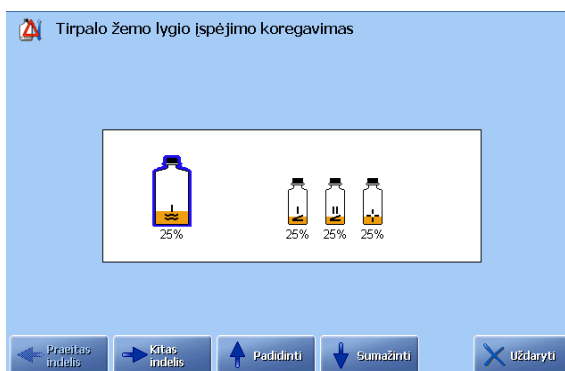 Tirpalo žemo lygio įspėjimo koregavimas
25%
25% 25% 25%
Praeitas
indelis
Kitas
indelis
Padidinti
Sumažinti
Uždaryti